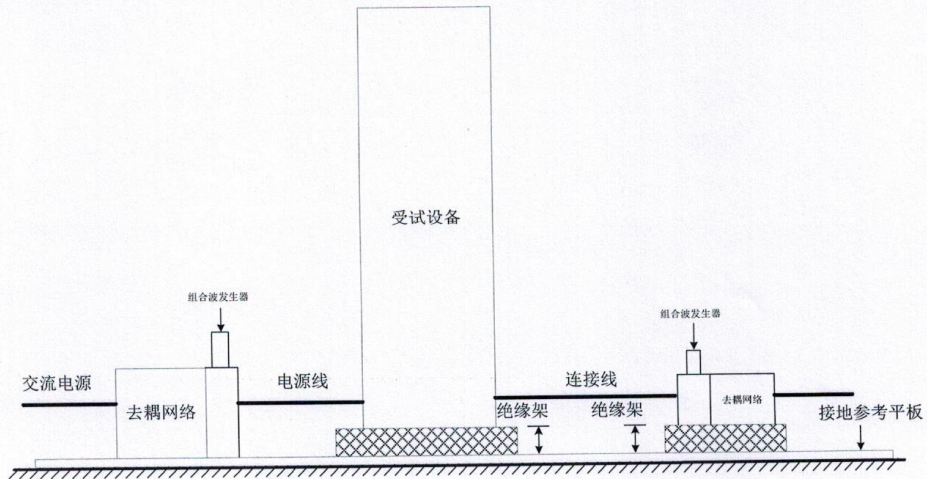 受试设备
组合波发生器
组合波发生器
交流电源
电源线
连接线
去耦网络
绝缘架
绝缘架
去耦网络
接地参考平板